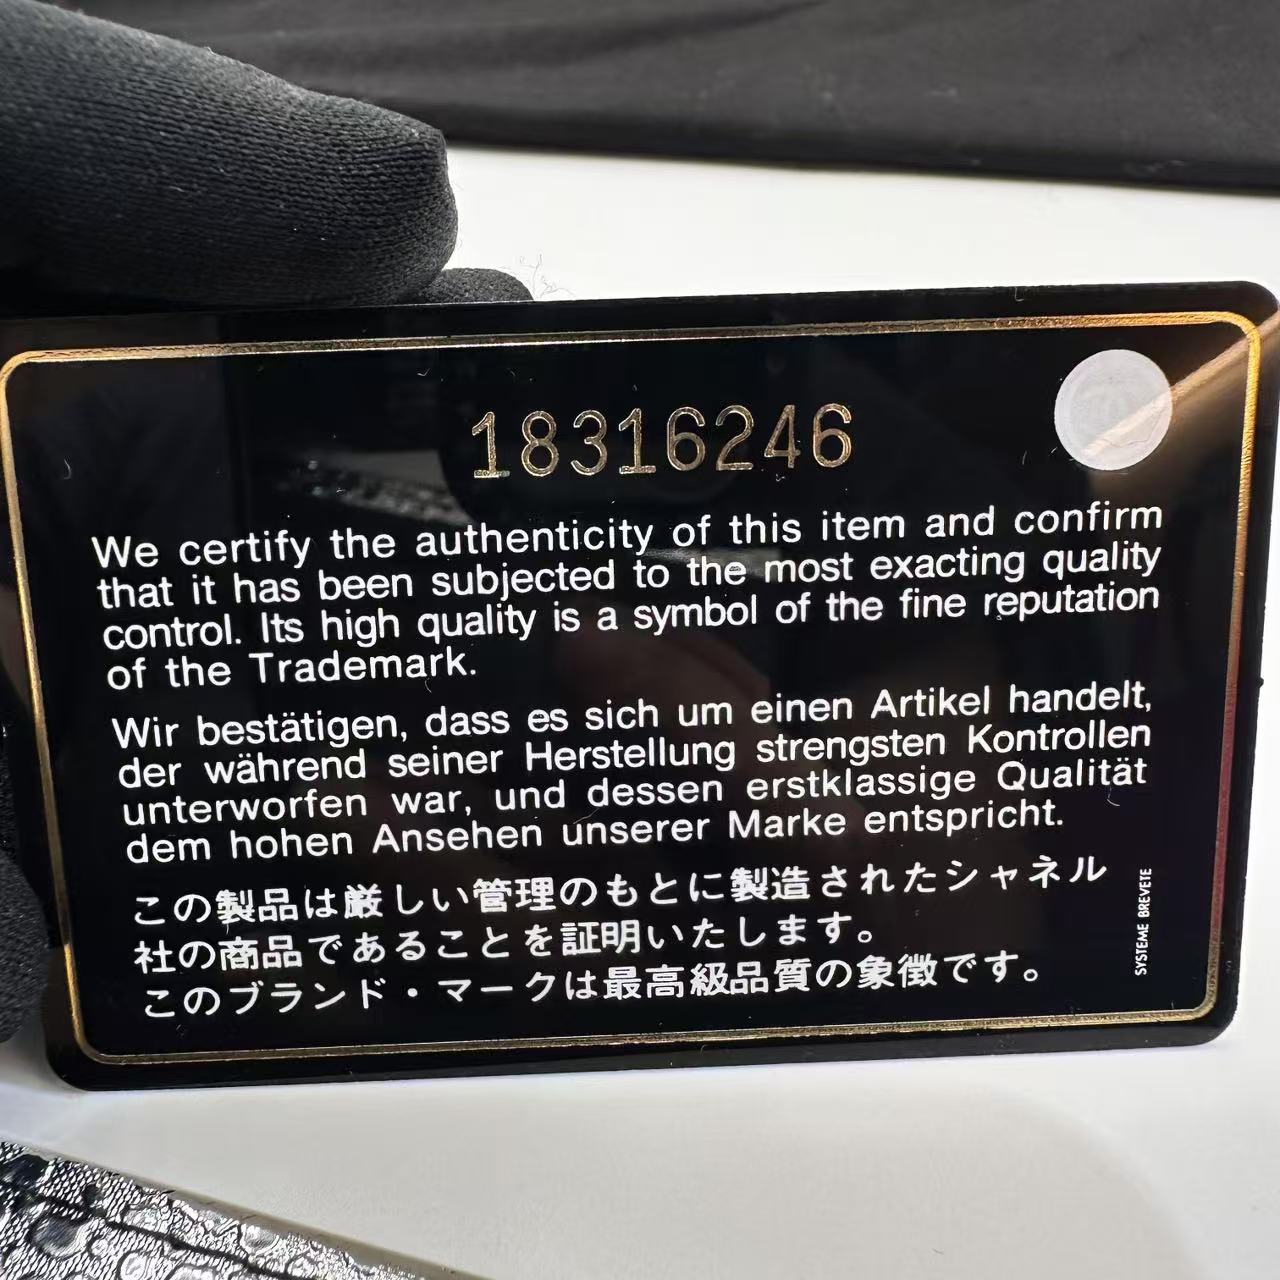 18316246
We certify the authenticity of this item and confirm
that it has been subjected to the most exacting quality
control. Its high quality is a symbol of the fine reputation
of the Trademark.
Wir bestätigen, dass es sich um einen Artikel handelt,
der während seiner Herstellung strengsten Kontrollen
unterworfen war, und dessen erstklassige Qualität
dem hohen Ansehen unserer Marke entspricht.
この製品は厳しい管理のもとに製造されたシャネル
社の商品であることを証明いたします。
このブランド・マークは最高級品質の象徴です。
SYSTEME BREVETE